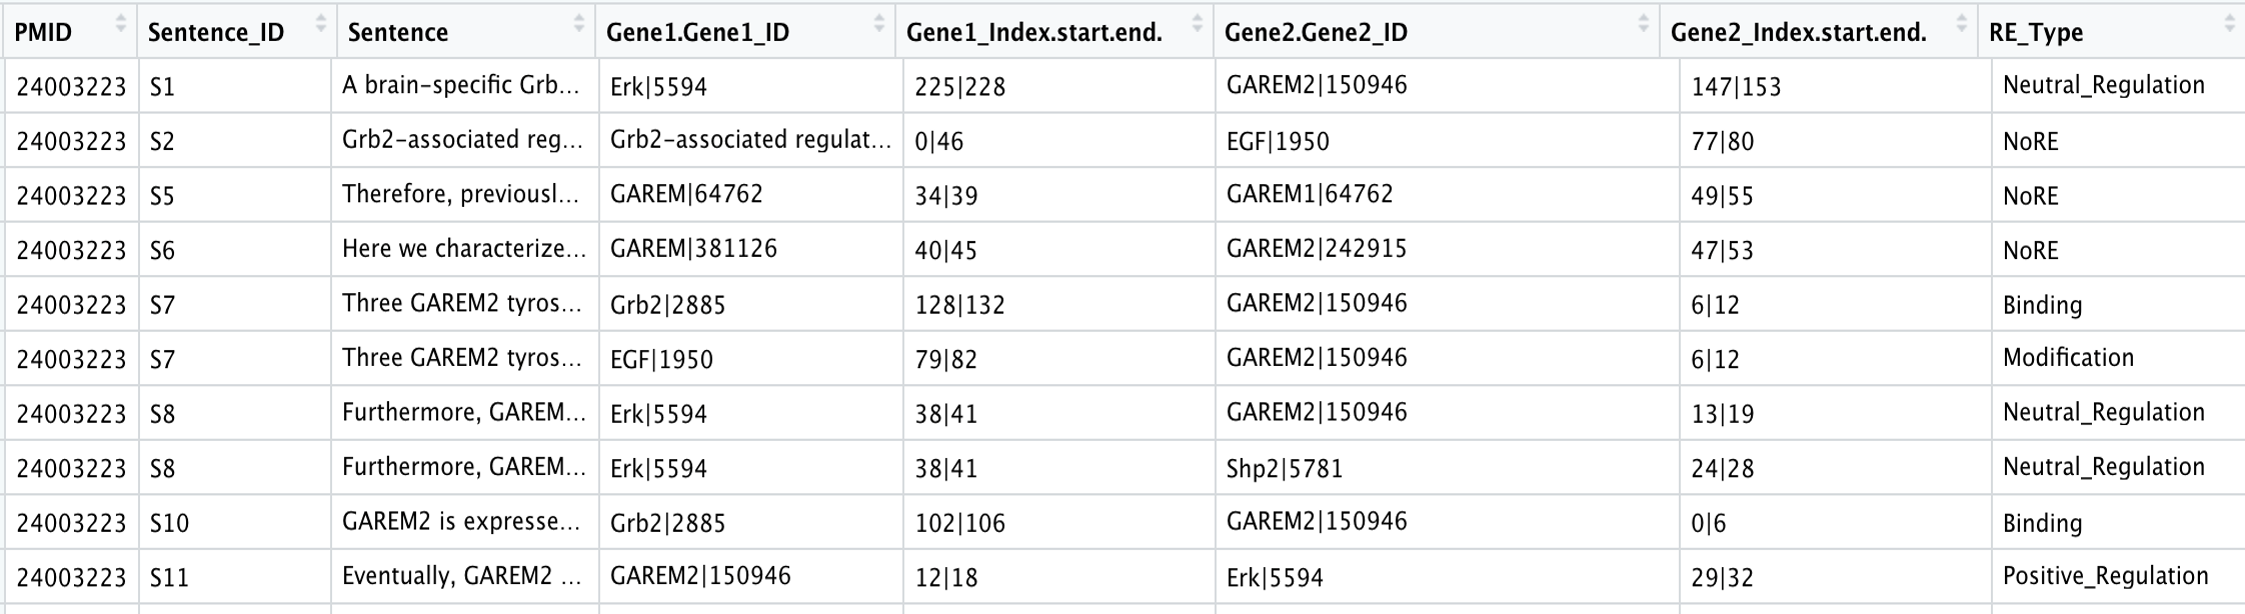 PMID Sentence_ID Sentence Gene1.Gene1_ID Gene1_Index.start.end. Gene2.Gene2_ID Gene2_Index.start.end. RE_Type
24003223 S1 A brain-specific Grb... Erk|5594 225|228 GAREM2|150946 147|153 Neutral_Regulation
24003223 S2 Grb2-associated reg... Grb2-associated regulat... 0|46 EGF|1950 77|80 NoRE
24003223 S5 Therefore, previousl... GAREM|64762 34|39 GAREM1|64762 49|55 NoRE
24003223 S6 Here we characterize... GAREM|381126 40|45 GAREM2|242915 47|53 NoRE
24003223 S7 Three GAREM2 tyros... Grb2|2885 128|132 GAREM2|150946 6|12 Binding
24003223 S7 Three GAREM2 tyros... EGF|1950 79|82 GAREM2|150946 6|12 Modification
24003223 S8 Furthermore, GAREM... Erk|5594 38|41 GAREM2|150946 13|19 Neutral_Regulation
24003223 S8 Furthermore, GAREM... Erk|5594 38|41 Shp2|5781 24|28 Neutral_Regulation
24003223 S10 GAREM2 is expresse... Grb2|2885 102|106 GAREM2|150946 0|6 Binding
24003223 S11 Eventually, GAREM2 ... GAREM2|150946 12|18 Erk|5594 29|32 Positive_Regulation